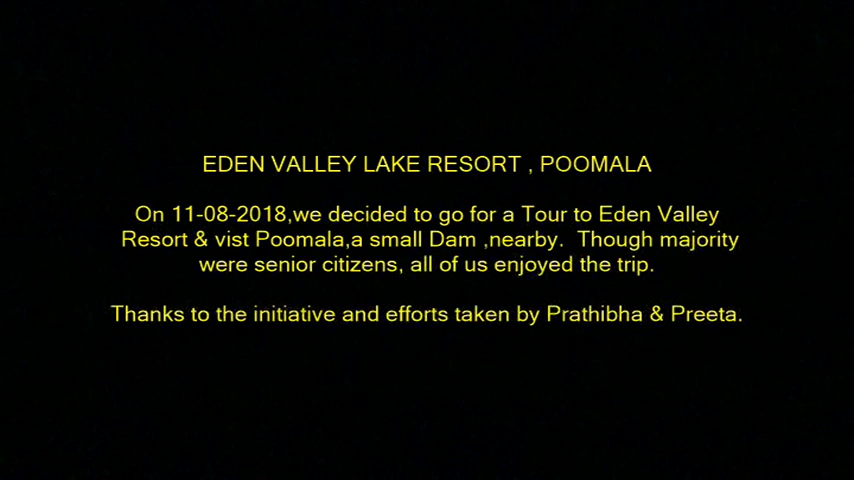 EDEN VALLEY LAKE RESORT , POOMALA
On 11-08-2018,we decided to go for a Tour to Eden Valley
Resort & vist Poomala,a small Dam ,nearby.  Though majority
were senior citizens, all of us enjoyed the trip.
Thanks to the initiative and efforts taken by Prathibha & Preeta.